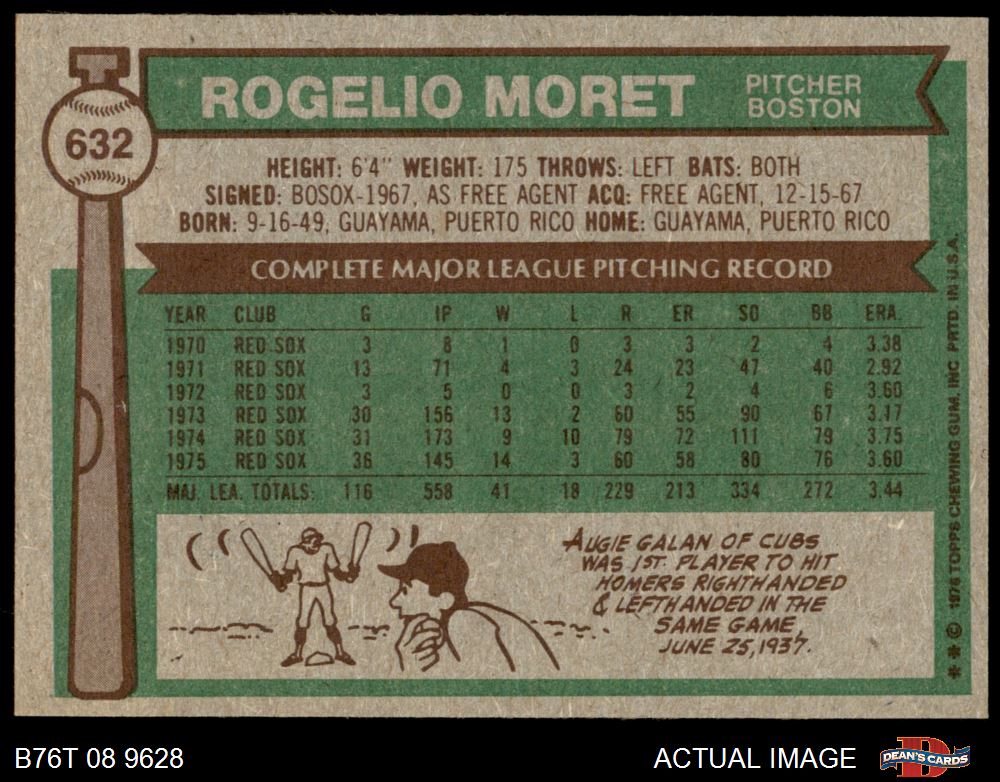 632
ROGELIO MORET
PITCHER
BOSTON
HEIGHT: 6'4" WEIGHT: 175 THROWS: LEFT BATS: BOTH
SIGNED: BOSOX-1967, AS FREE AGENT ACQ: FREE AGENT, 12-15-67
BORN: 9-16-49, GUAYAMA, PUERTO RICO HOME: GUAYAMA, PUERTO RICO
COMPLETE MAJOR LEAGUE PITCHING RECORD
YEAR CLUB G IP W L R ER SO BB ERA.
1970 RED SOX 3 8 1 0 3 3 2 4 3.38
1971 RED SOX 13 71 4 3 24 23 47 40 2.92
1972 RED SOX 3 5 0 0 3 2 4 6 3.60
1973 RED SOX 30 156 13 2 60 55 90 67 3.17
1974 RED SOX 31 173 9 10 79 72 111 79 3.75
1975 RED SOX 36 145 14 3 60 58 80 76 3.60
MAJ. LEA. TOTALS: 116 558 41 18 229 213 334 272 3.44
AUGIE GALAN OF CUBS
WAS 1ST. PLAYER TO HIT
HOMERS RIGHTHANDED
& LEFTHANDED IN THE
SAME GAME,
JUNE 25, 1937.
* * © 1976 TOPPS CHEWING GUM, INC PRTD. IN U.S.A.
B76T 08 9628
ACTUAL IMAGE
D
DEAN'S CARDS